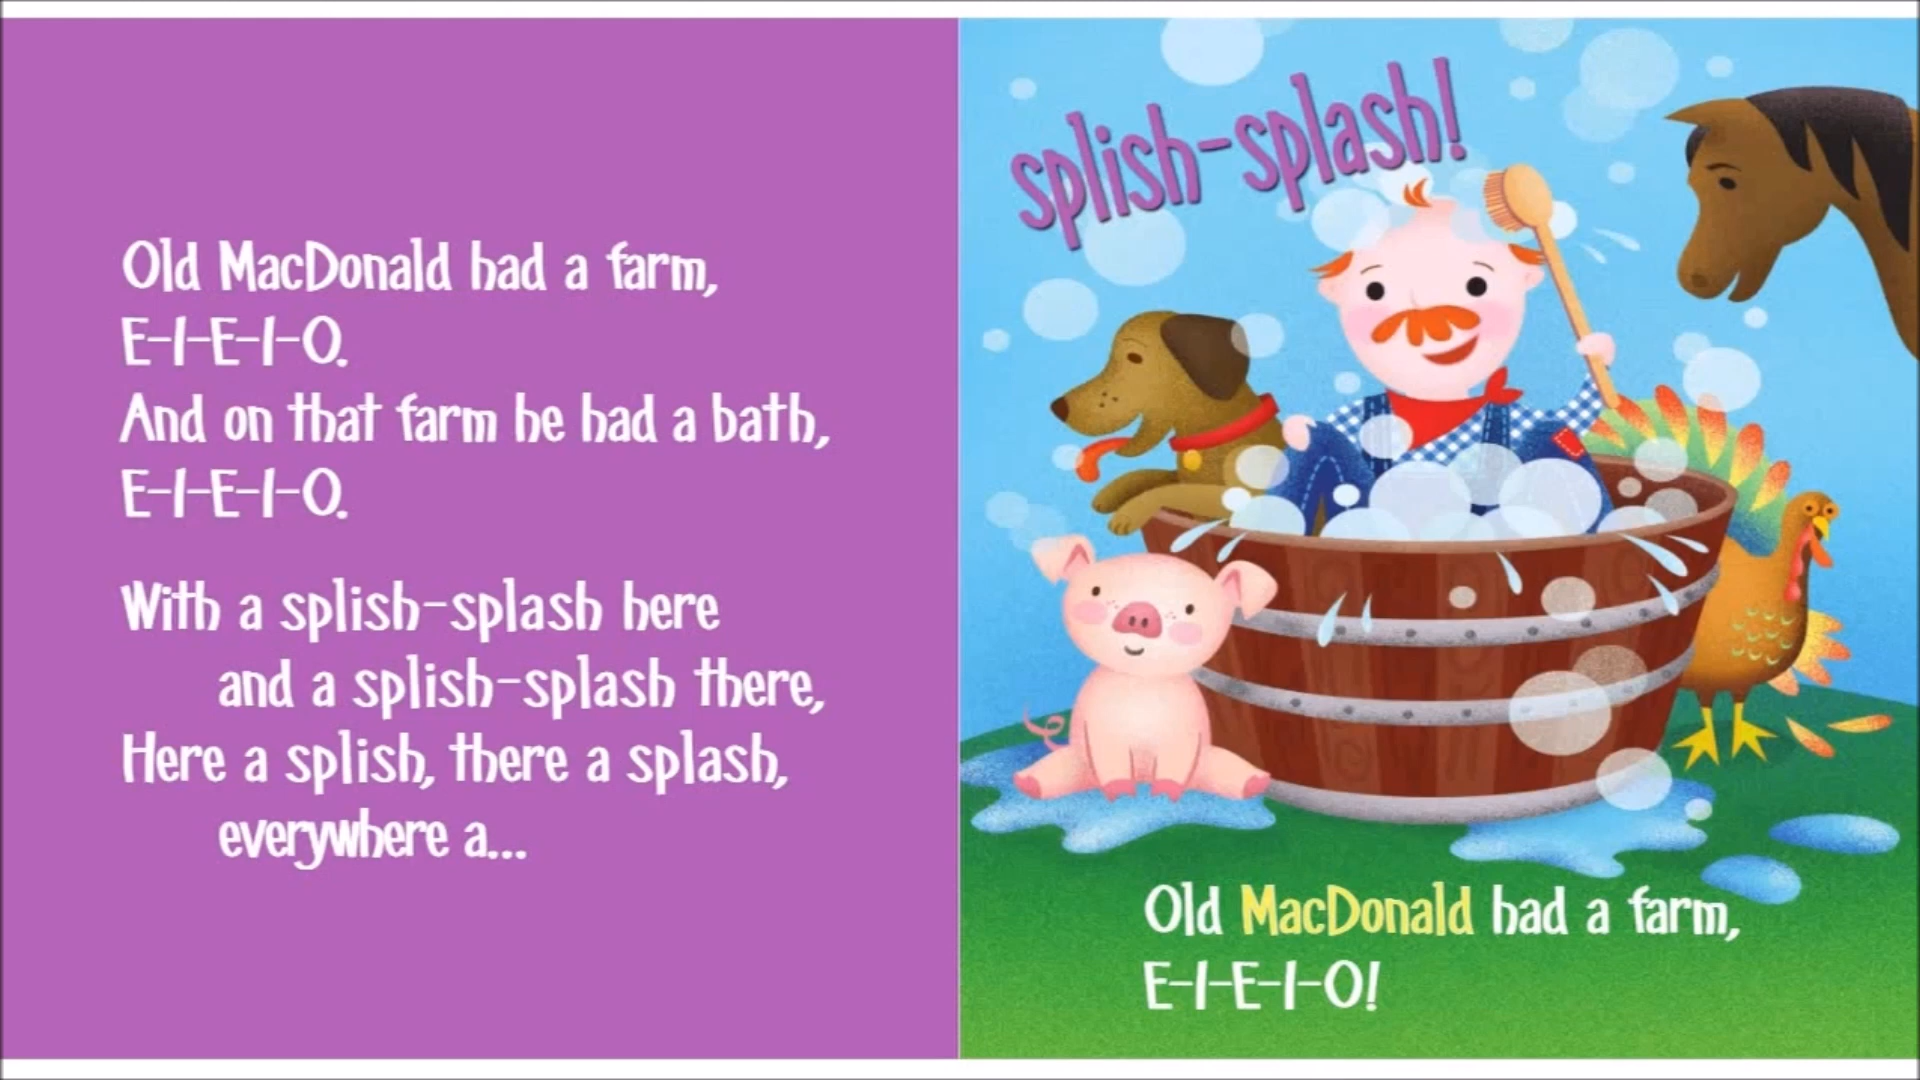 Old MacDonald had a farm,
E-I-E-I-O.
And on that farm he had a bath,
E-I-E-I-O.
With a splish-splash here
and a splish-splash there,
Here a splish, there a splash,
everywhere a...
splish-splash!
Old MacDonald had a farm,
E-I-E-I-O!